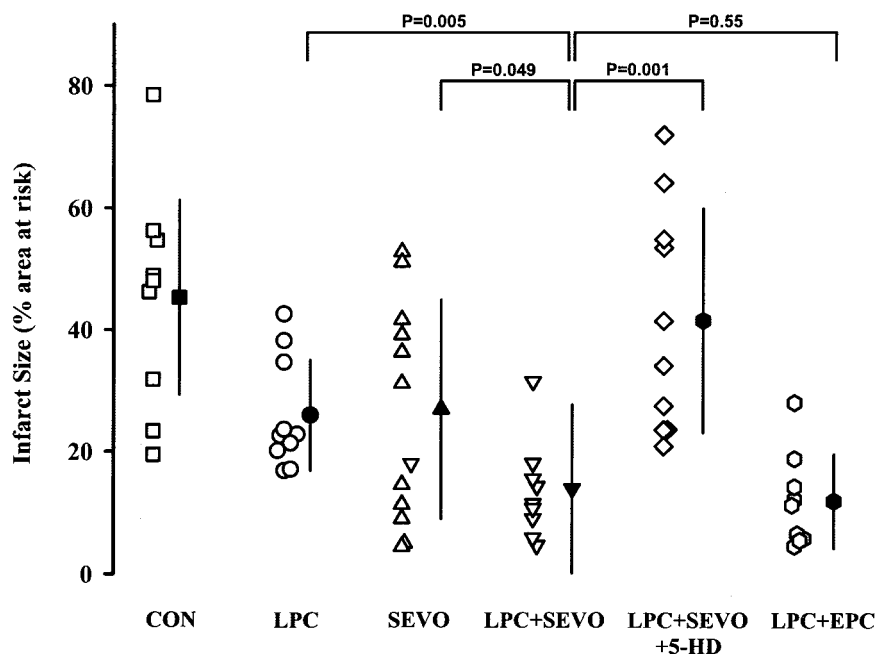 P=0.005
P=0.55
P=0.049
P=0.001
80
60
40
20
0
Infarct Size (% area at risk)
CON
LPC
SEVO
LPC+SEVO
LPC+SEVO
+5-HD
LPC+EPC